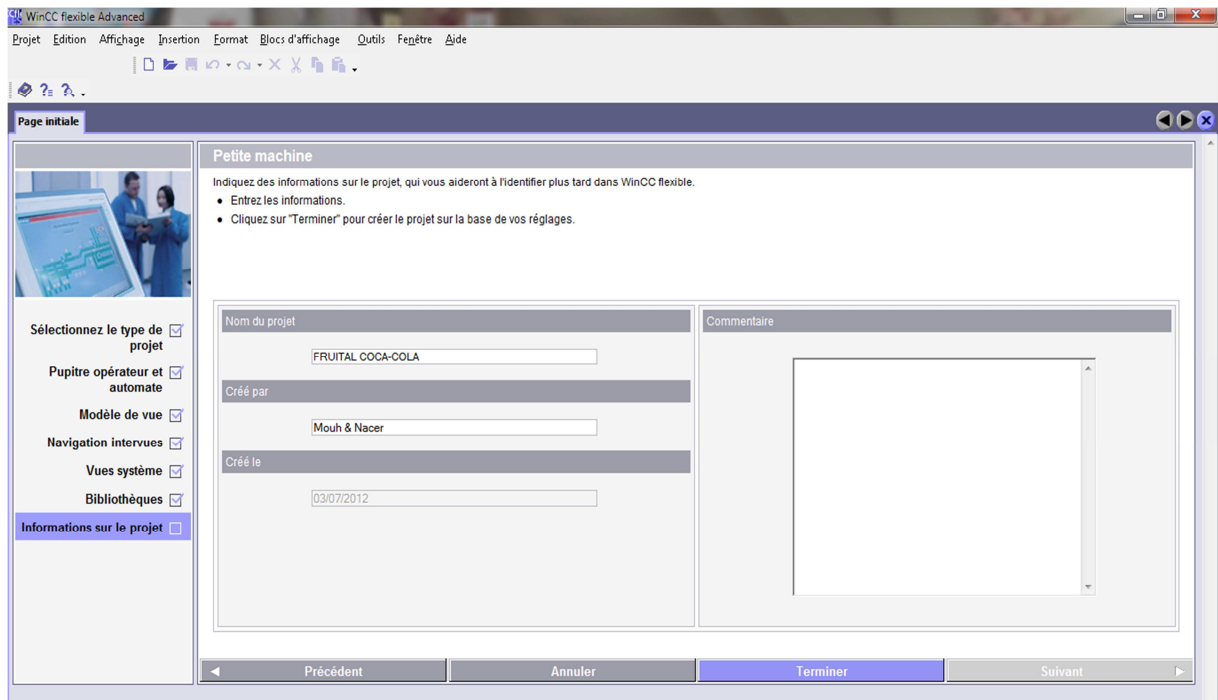 WinCC flexible Advanced
Projet Edition Affichage Insertion Format Blocs d'affichage Outils Fenêtre Aide
Page initiale
Petite machine
Indiquez des informations sur le projet, qui vous aideront à l'identifier plus tard dans WinCC flexible.
• Entrez les informations.
• Cliquez sur "Terminer" pour créer le projet sur la base de vos réglages.
Sélectionnez le type de
projet
Pupitre opérateur et
automate
Modèle de vue
Navigation intervues
Vues système
Bibliothèques
Informations sur le projet
Nom du projet
FRUITAL COCA-COLA
Créé par
Mouh & Nacer
Créé le
03/07/2012
Commentaire
Précédent Annuler Terminer Suivant